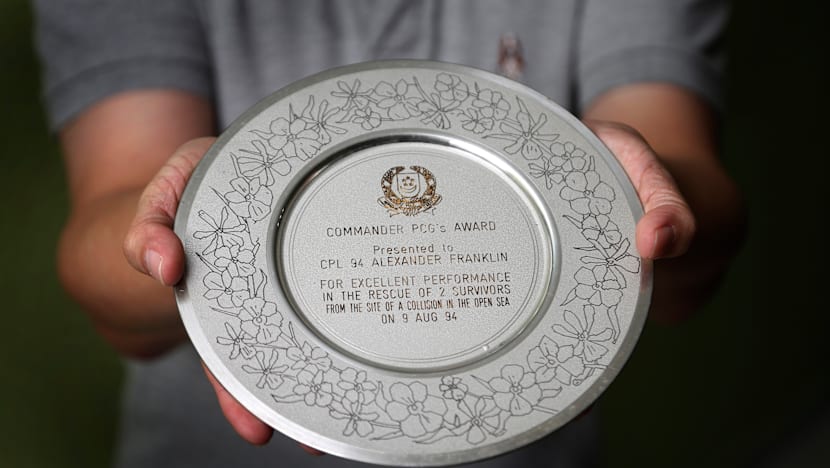 COMMANDER PCG's AWARD
Presented to
CPL 94 ALEXANDER FRANKLIN
FOR EXCELLENT PERFORMANCE
IN THE RESCUE OF 2 SURVIVORS
FROM THE SITE OF A COLLISION IN THE OPEN SEA
ON 9 AUG 94